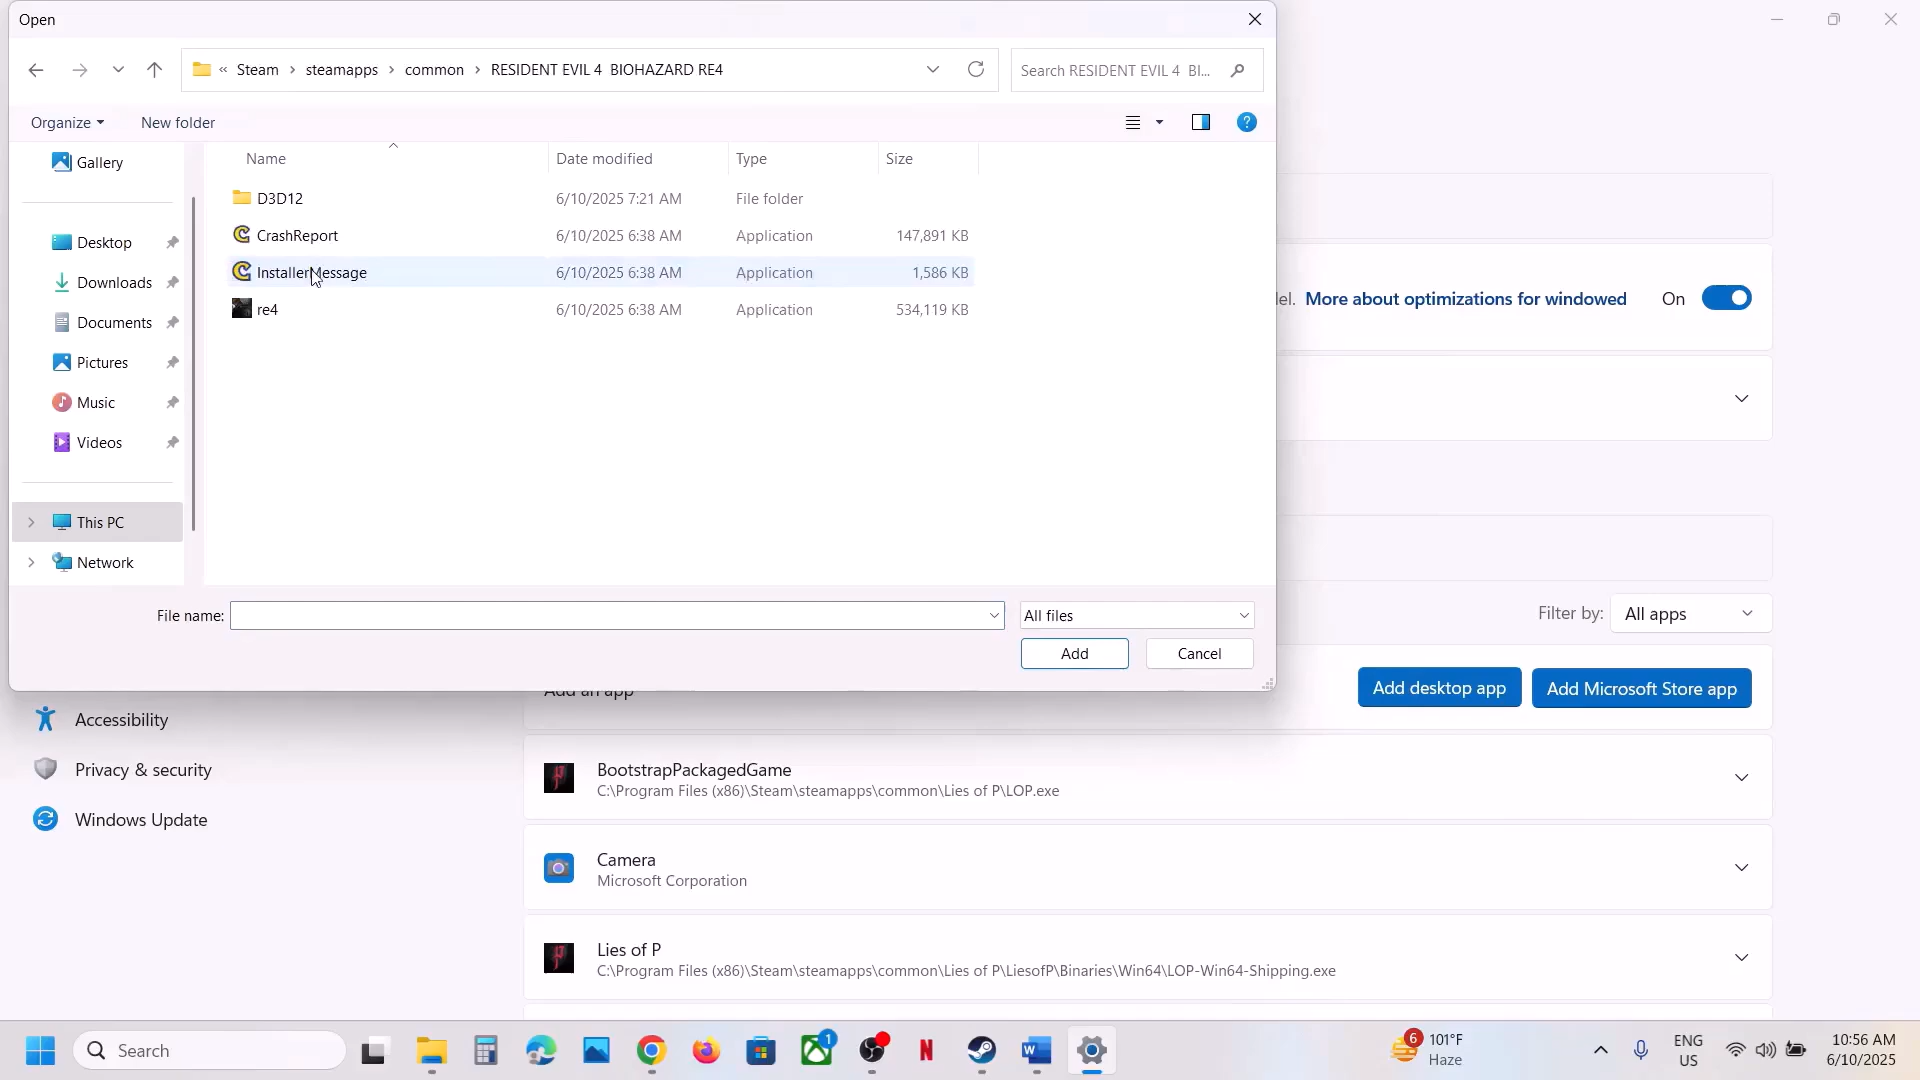 Open
« Steam › steamapps › common › RESIDENT EVIL 4 BIOHAZARD RE4
Search RESIDENT EVIL 4 BI...
Organize
New folder
Gallery
Desktop
Downloads
Documents
Pictures
Music
Videos
This PC
Network
Name Date modified Type Size
D3D12 6/10/2025 7:21 AM File folder
CrashReport 6/10/2025 6:38 AM Application 147,891 KB
InstallerMessage 6/10/2025 6:38 AM Application 1,586 KB
re4 6/10/2025 6:38 AM Application 534,119 KB
File name:
All files
Add
Cancel
More about optimizations for windowed
On
Filter by: All apps
Add an app
Add desktop app
Add Microsoft Store app
Accessibility
Privacy & security
Windows Update
BootstrapPackagedGame
C:\Program Files (x86)\Steam\steamapps\common\Lies of P\LOP.exe
Camera
Microsoft Corporation
Lies of P
C:\Program Files (x86)\Steam\steamapps\common\Lies of P\LiesofP\Binaries\Win64\LOP-Win64-Shipping.exe
Search
1
6
101°F
Haze
ENG
US
10:56 AM
6/10/2025